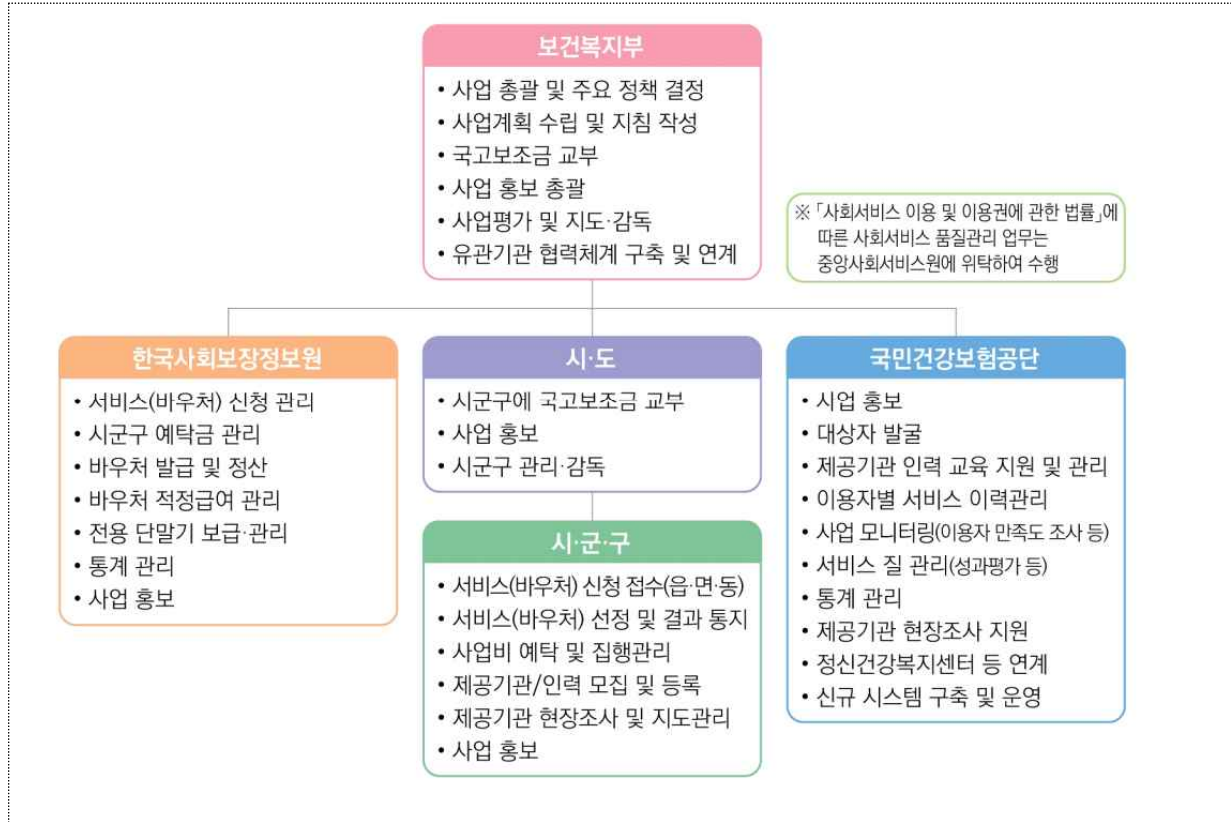 보건복지부
• 사업 총괄 및 주요 정책 결정
• 사업계획 수립 및 지침 작성
• 국고보조금 교부
• 사업 홍보 총괄
• 사업평가 및 지도·감독
• 유관기관 협력체계 구축 및 연계
※「사회서비스 이용 및 이용권에 관한 법률」에
따른 사회서비스 품질관리 업무는
중앙사회서비스원에 위탁하여 수행
한국사회보장정보원
• 서비스(바우처) 신청 관리
• 시군구 예탁금 관리
• 바우처 발급 및 정산
• 바우처 적정급여 관리
• 전용 단말기 보급·관리
• 통계 관리
• 사업 홍보
시·도
• 시군구에 국고보조금 교부
• 사업 홍보
• 시군구 관리·감독
시·군·구
• 서비스(바우처) 신청 접수(읍·면·동)
• 서비스(바우처) 선정 및 결과 통지
• 사업비 예탁 및 집행관리
• 제공기관/인력 모집 및 등록
• 제공기관 현장조사 및 지도관리
• 사업 홍보
국민건강보험공단
• 사업 홍보
• 대상자 발굴
• 제공기관 인력 교육 지원 및 관리
• 이용자별 서비스 이력관리
• 사업 모니터링(이용자 만족도 조사 등)
• 서비스 질 관리(성과평가 등)
• 통계 관리
• 제공기관 현장조사 지원
• 정신건강복지센터 등 연계
• 신규 시스템 구축 및 운영